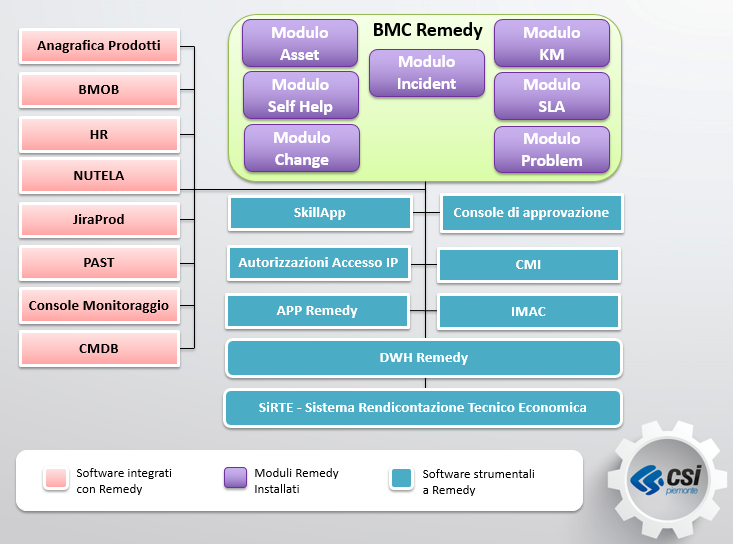 Anagrafica Prodotti
BMOB
HR
NUTELA
JiraProd
PAST
Console Monitoraggio
CMDB
BMC Remedy
Modulo
Asset
Modulo
Self Help
Modulo
Change
Modulo
Incident
Modulo
KM
Modulo
SLA
Modulo
Problem
SkillApp
Console di approvazione
Autorizzazioni Accesso IP
CMI
APP Remedy
IMAC
DWH Remedy
SiRTE - Sistema Rendicontazione Tecnico Economica
Software integrati
con Remedy
Moduli Remedy
Installati
Software strumentali
a Remedy
csi
piemonte